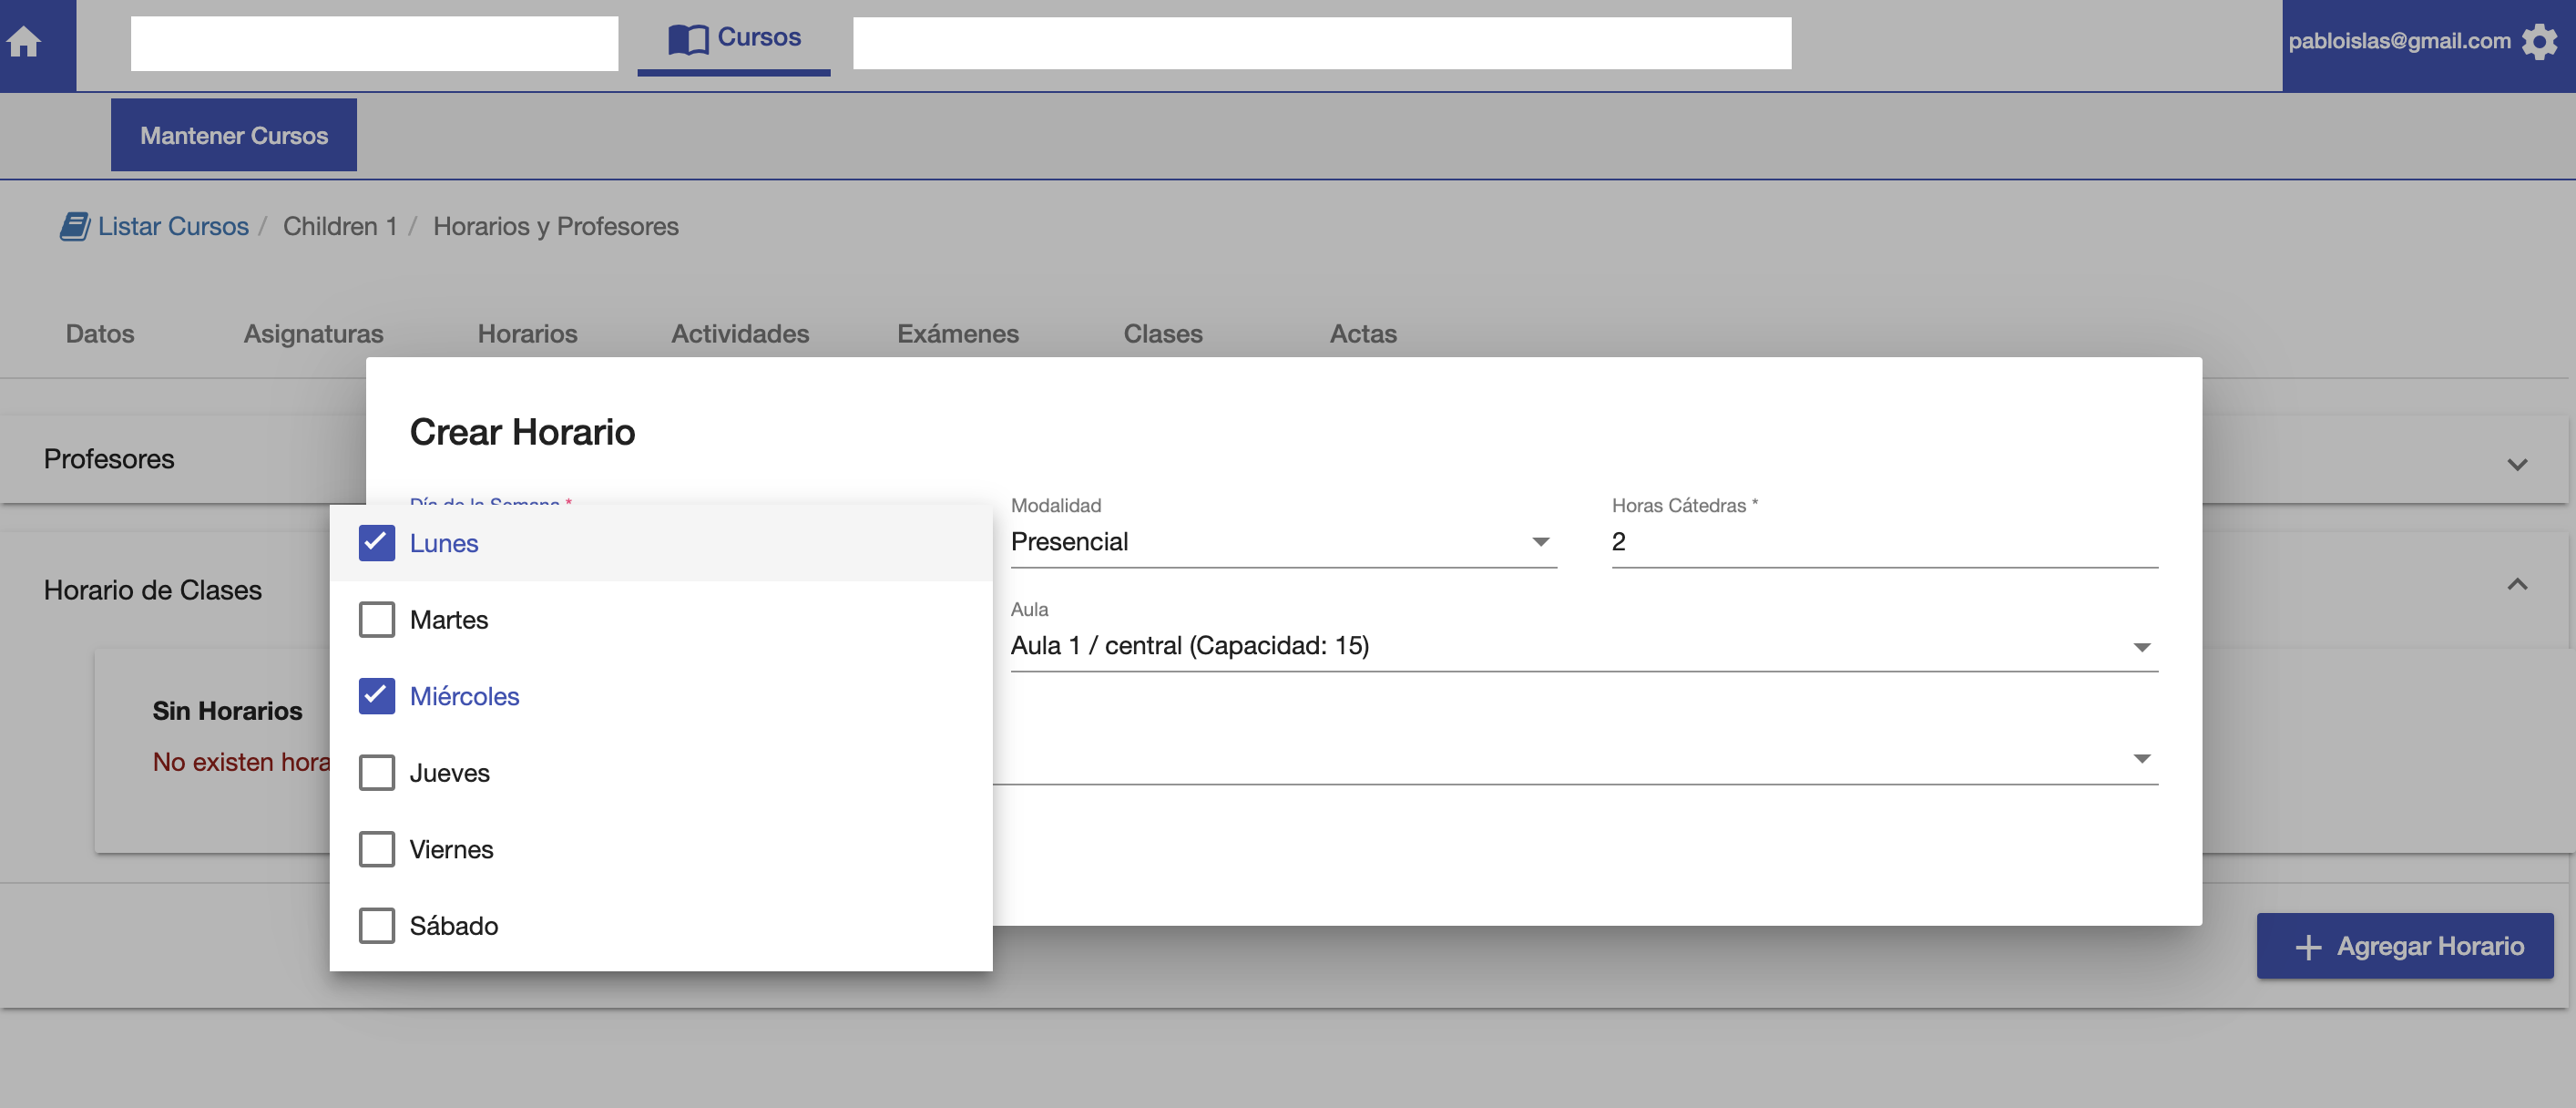 Cursos
pabloislas@gmail.com
Mantener Cursos
Listar Cursos / Children 1 / Horarios y Profesores
Datos Asignaturas Horarios Actividades Exámenes Clases Actas
Crear Horario
Profesores
Día de la Semana *
Modalidad
Presencial
Horas Cátedras *
2
Lunes
Martes
Miércoles
Jueves
Viernes
Sábado
Aula
Aula 1 / central (Capacidad: 15)
Horario de Clases
Sin Horarios
No existen
Agregar Horario